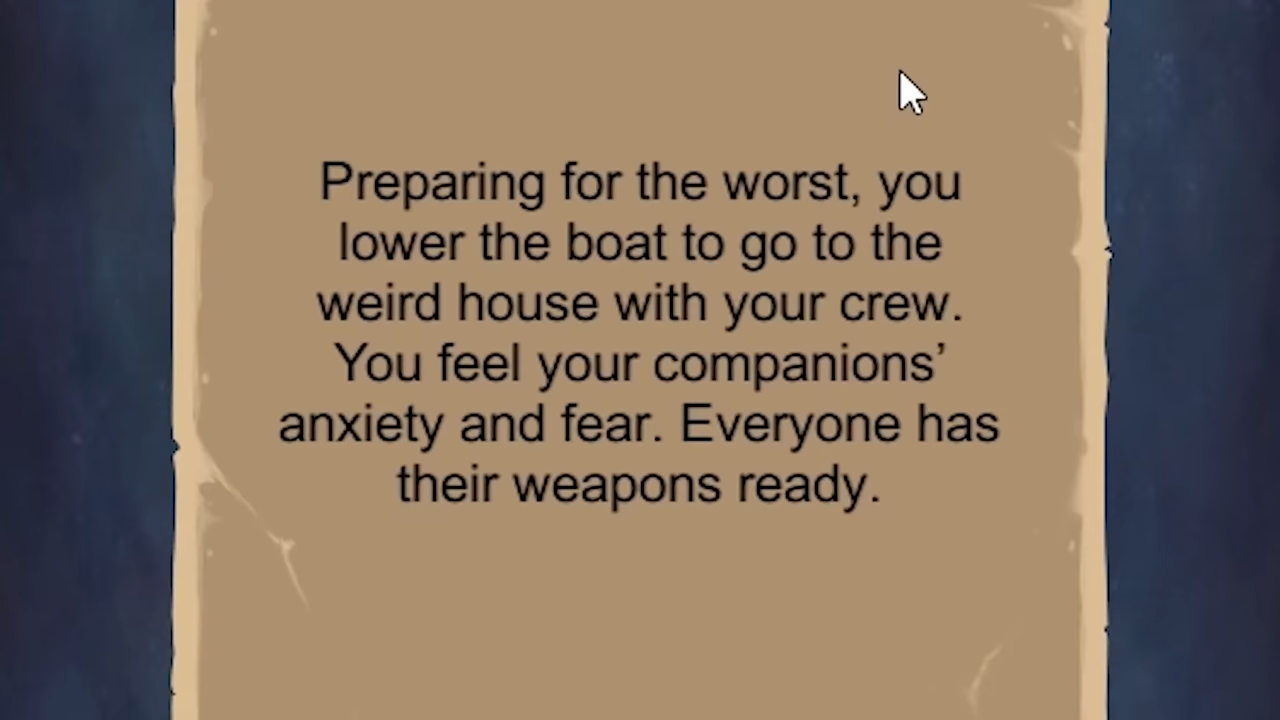 Preparing for the worst, you
lower the boat to go to the
weird house with your crew.
You feel your companions’
anxiety and fear. Everyone has
their weapons ready.